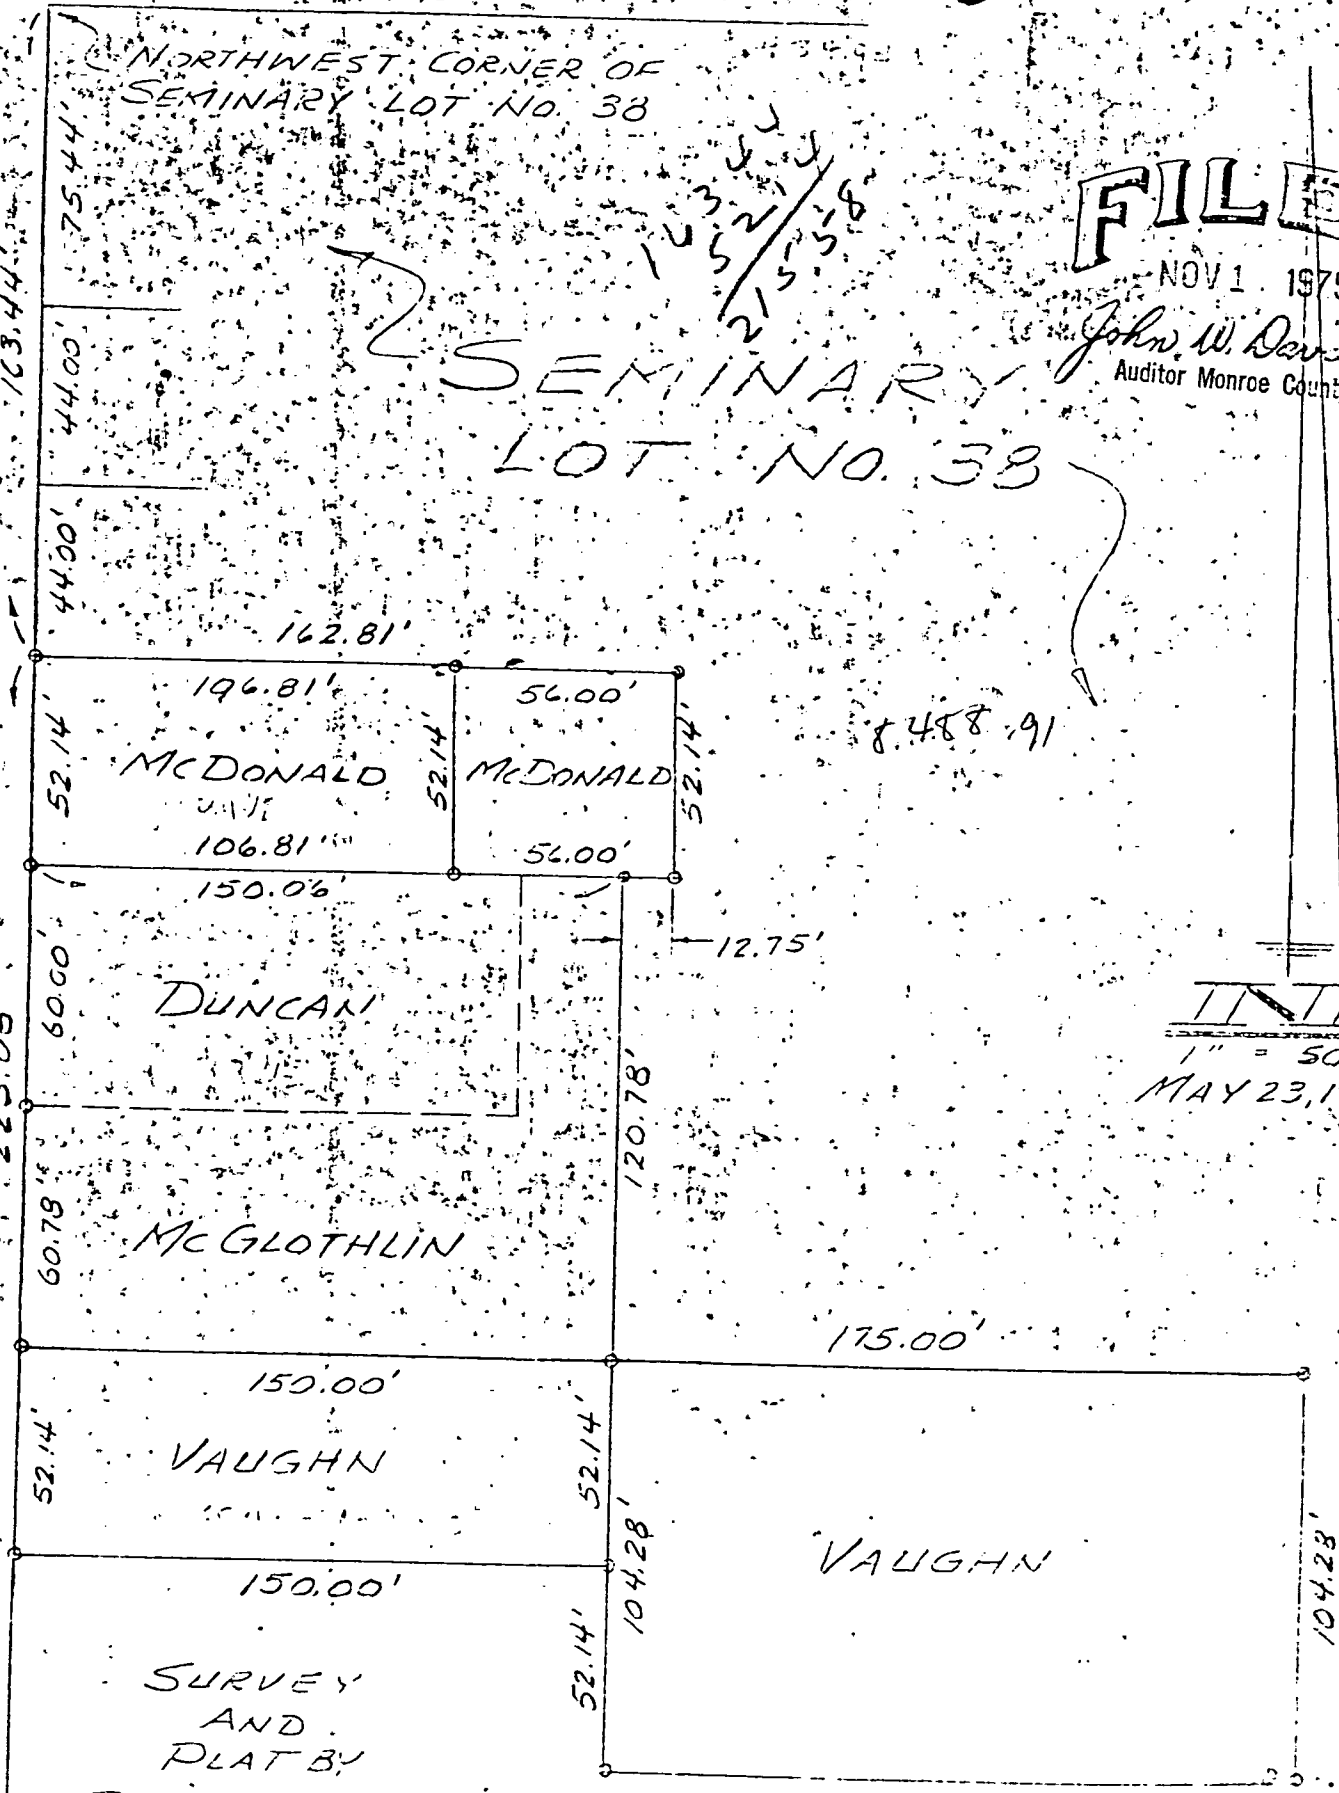 NORTHWEST CORNER OF
SEMINARY LOT NO. 38
75.44'
163.44'
44.00'
44.00'
FILE
NOV 1 1975
John W. Davi
Auditor Monroe Count
SEMINARY
LOT NO. 38
8,488.91
162.81'
106.81'
56.00'
52.14'
McDONALD
52.14'
McDONALD
52.14'
106.81'
56.00'
150.06'
12.75'
60.00'
DUNCAN
1" = 50
MAY 23, 1
120.78'
60.78'
McGLOTHLIN
175.00'
150.00'
52.14'
VAUGHN
52.14'
104.28'
VAUGHN
104.28'
150.00'
52.14'
SURVEY
AND
PLAT BY